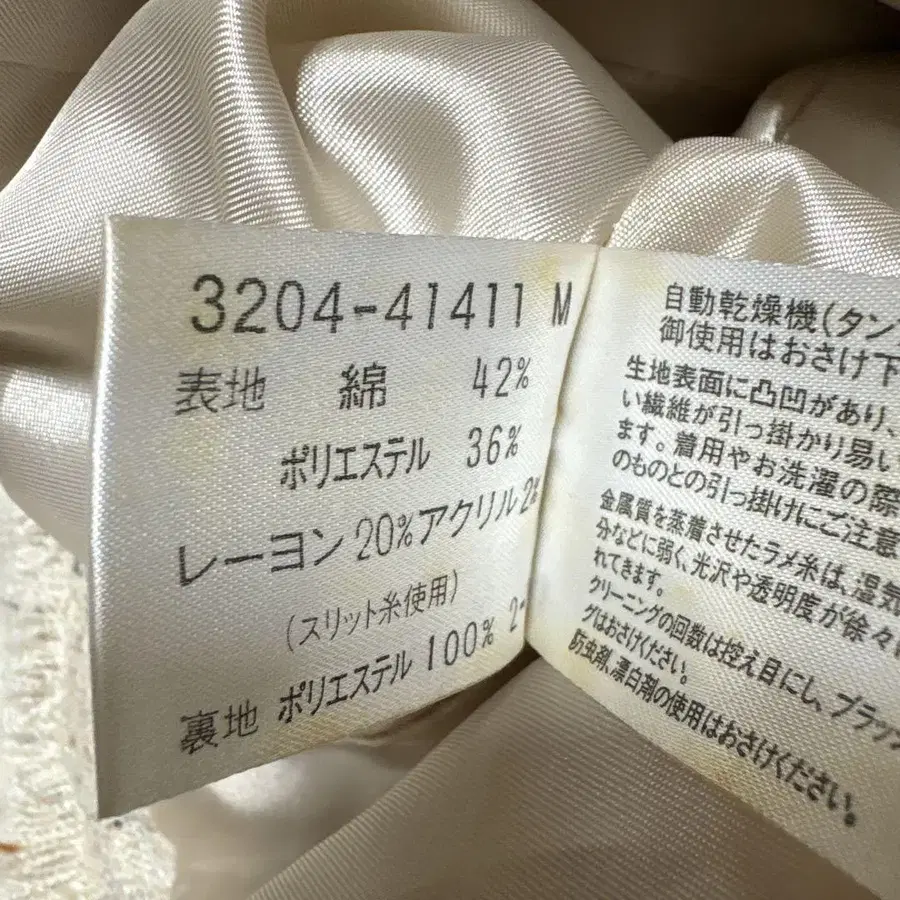 3204-41411 M
表地 綿 42%
ポリエステル 36%
レーヨン 20% アクリル 2%
(スリット糸使用)
裏地 ポリエステル 100% 2-
自動乾燥機(タン
御使用はおさけ下
生地表面に凸凹があり、
い繊維が引っ掛かり易い
ます。着用やお洗濯の際
のものとの引っ掛けにご注意
金属質を蒸着させたラメ糸は、湿気
分などに弱く、光沢や透明度が徐々に
れてきます。
クリーニングの回数は控え目にし、ブラッ
グはおさけください。
防虫剤、漂白剤の使用はおさけください。